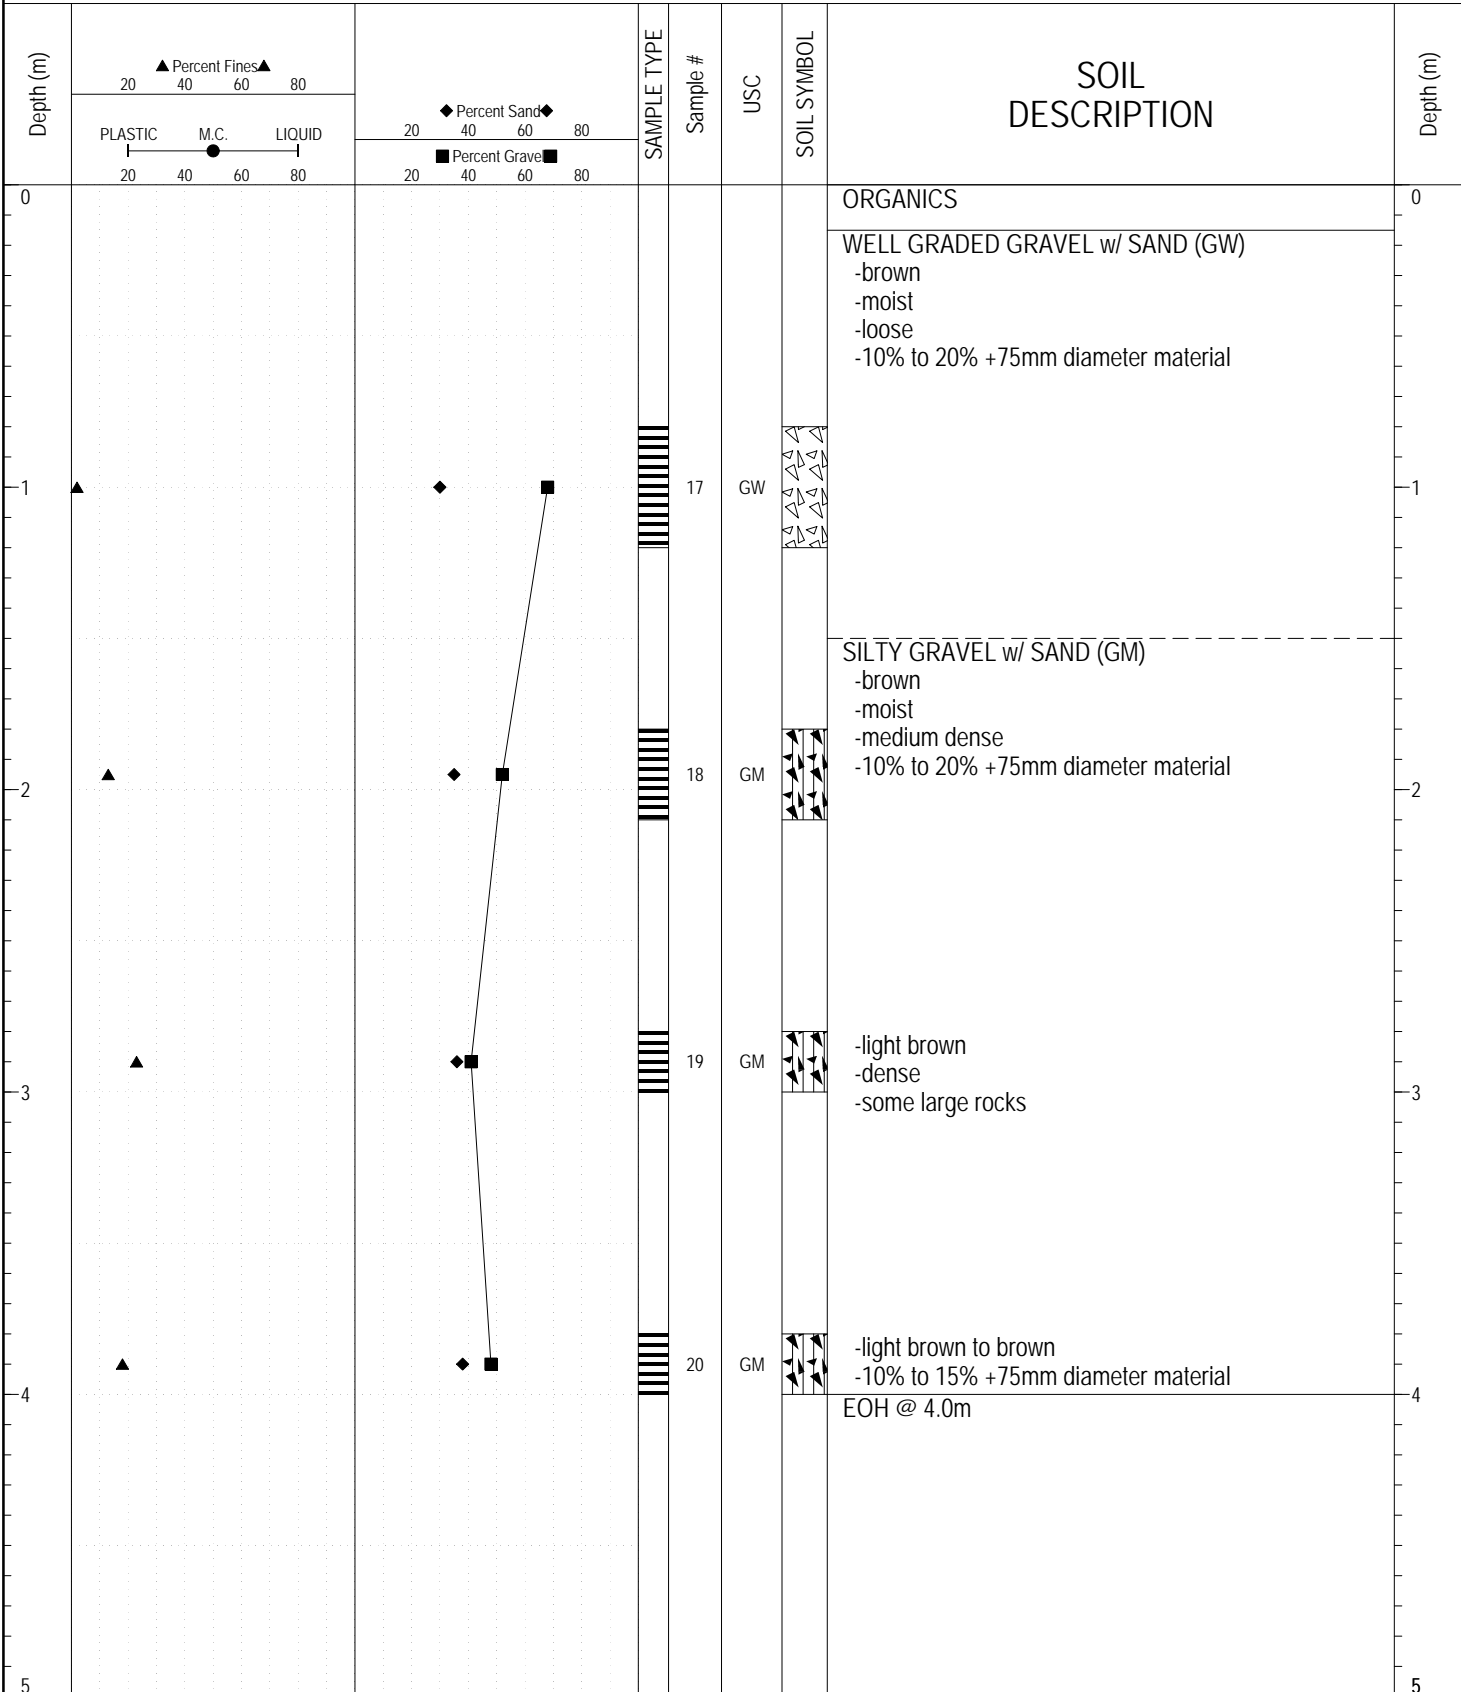 Depth (m)
▲ Percent Fines ▲
20 40 60 80
PLASTIC M.C. LIQUID
20 40 60 80
◆ Percent Sand ◆
20 40 60 80
■ Percent Gravel ■
20 40 60 80
SAMPLE TYPE
Sample #
USC
SOIL SYMBOL
SOIL
DESCRIPTION
Depth (m)
0 ORGANICS 0
WELL GRADED GRAVEL w/ SAND (GW)
-brown
-moist
-loose
-10% to 20% +75mm diameter material
1 17 GW 1
SILTY GRAVEL w/ SAND (GM)
-brown
-moist
-medium dense
-10% to 20% +75mm diameter material
18 GM
2 2
-light brown
19 GM
-dense
3 3
-some large rocks
-light brown to brown
20 GM
-10% to 15% +75mm diameter material
4 4
EOH @ 4.0m
5 5